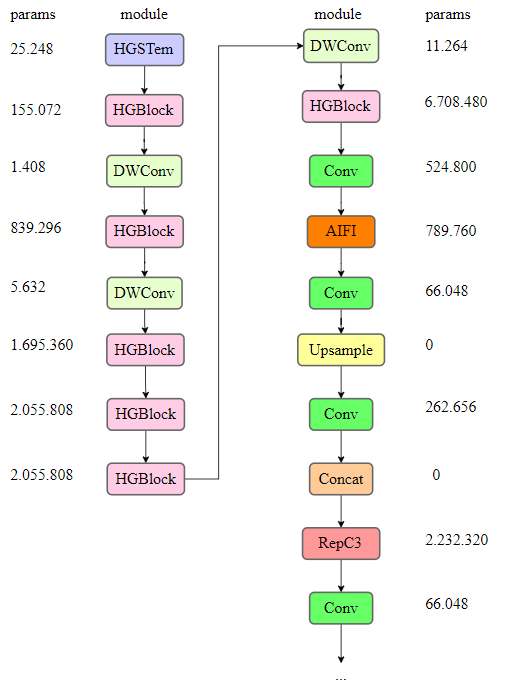 params module
25.248 HGSTem
155.072 HGBlock
1.408 DWConv
839.296 HGBlock
5.632 DWConv
1.695.360 HGBlock
2.055.808 HGBlock
2.055.808 HGBlock
module params
DWConv 11.264
HGBlock 6.708.480
Conv 524.800
AIFI 789.760
Conv 66.048
Upsample 0
Conv 262.656
Concat 0
RepC3 2.232.320
Conv 66.048
...